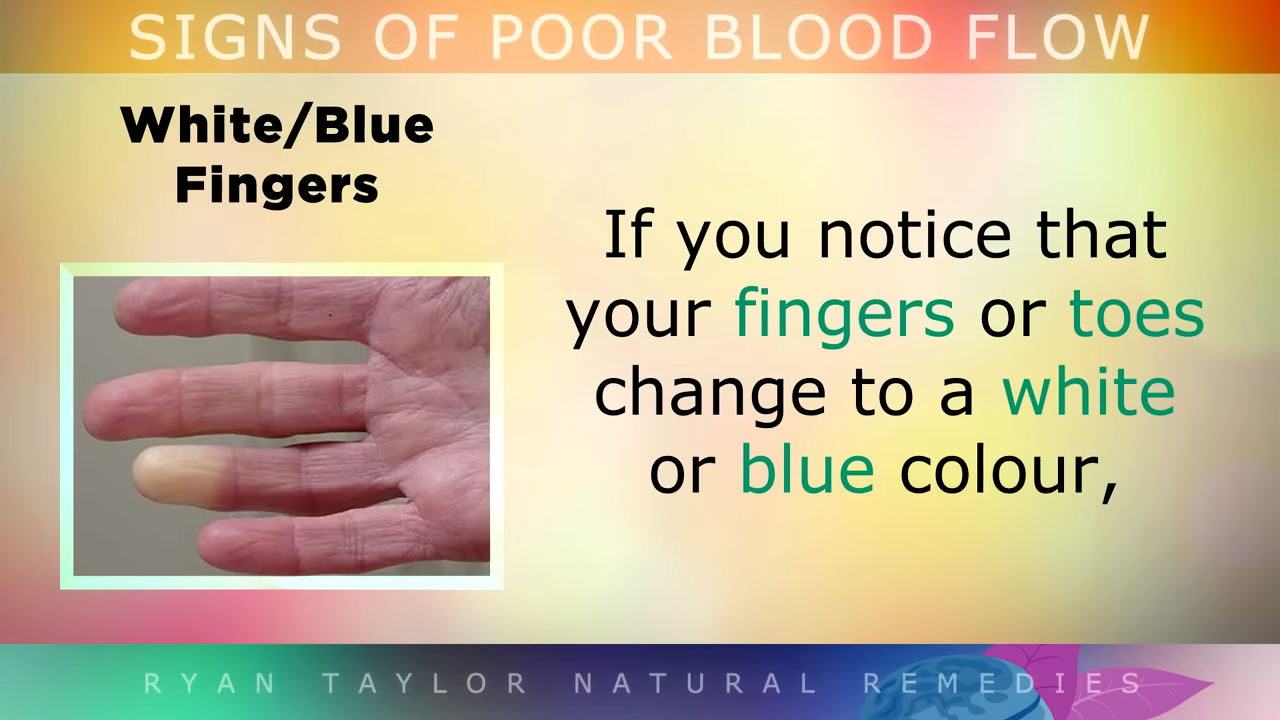 SIGNS OF POOR BLOOD FLOW
White/Blue
Fingers
If you notice that
your fingers or toes
change to a white
or blue colour,
RYAN TAYLOR NATURAL REMEDIES